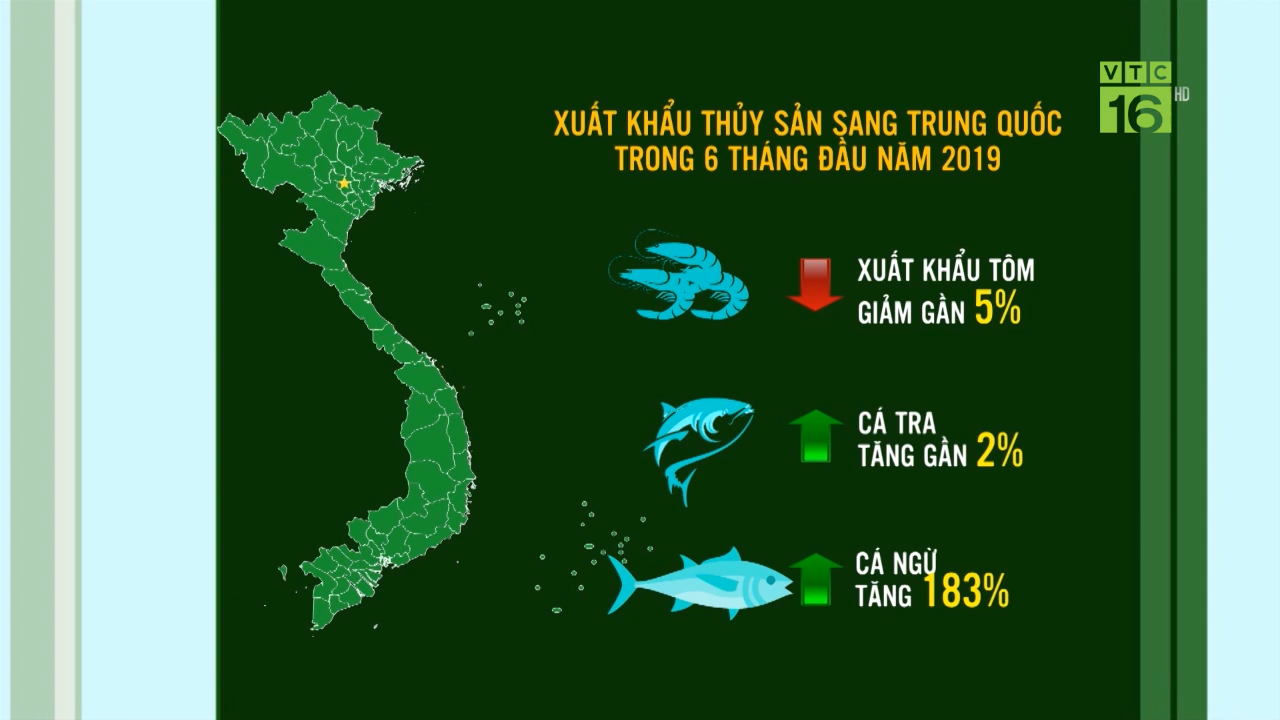 VTC
16 HD
XUẤT KHẨU THỦY SẢN SANG TRUNG QUỐC
TRONG 6 THÁNG ĐẦU NĂM 2019
XUẤT KHẨU TÔM
GIẢM GẦN 5%
CÁ TRA
TĂNG GẦN 2%
CÁ NGỪ
TĂNG 183%